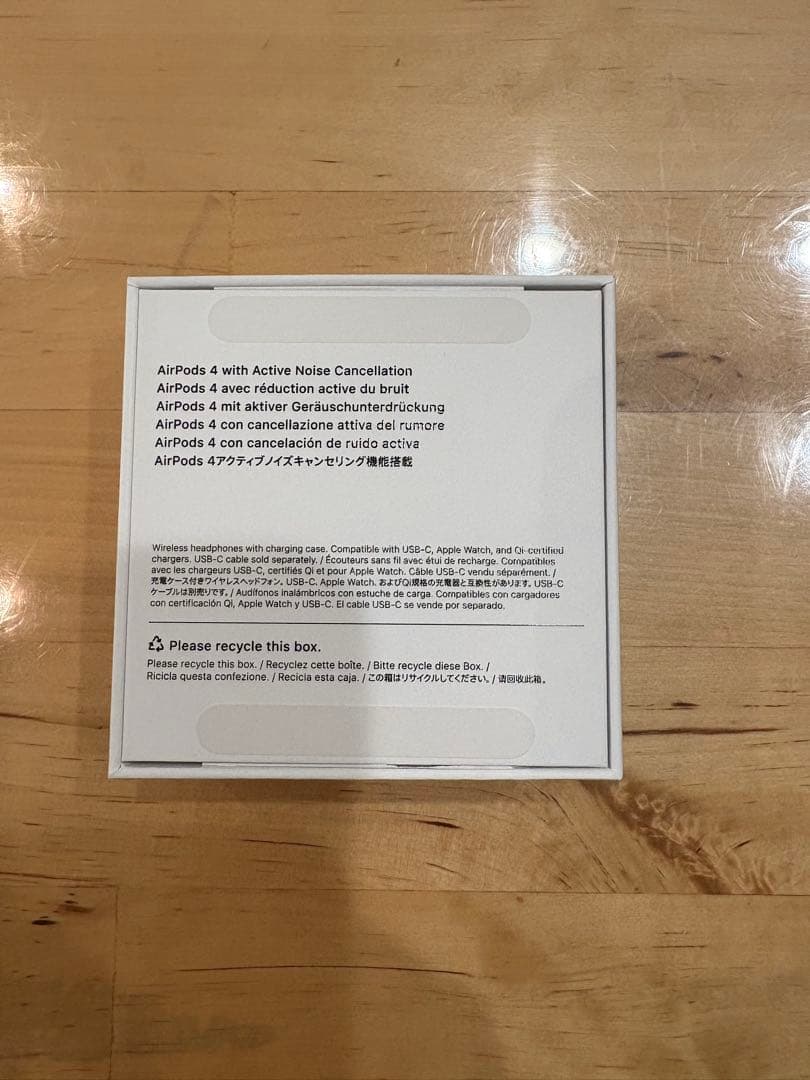 AirPods 4 with Active Noise Cancellation
AirPods 4 avec réduction active du bruit
AirPods 4 mit aktiver Geräuschunterdrückung
AirPods 4 con cancellazione attiva del rumore
AirPods 4 con cancelación de ruido activa
AirPods 4アクティブノイズキャンセリング機能搭載
Wireless headphones with charging case. Compatible with USB-C, Apple Watch, and Qi-certified
chargers. USB-C cable sold separately. / Écouteurs sans fil avec étui de recharge. Compatibles
avec les chargeurs USB-C, certifiés Qi et pour Apple Watch. Câble USB-C vendu séparément. /
充電ケース付きワイヤレスヘッドフォン。USB-C、Apple Watch、およびQi規格の充電器と互換性があります。USB-C
ケーブルは別売りです。/ Audífonos inalámbricos con estuche de carga. Compatibles con cargadores
con certificación Qi, Apple Watch y USB-C. El cable USB-C se vende por separado.
Please recycle this box.
Please recycle this box. / Recyclez cette boîte. / Bitte recycle diese Box. /
Ricicla questa confezione. / Recicla esta caja. / この箱はリサイクルしてください。/ 请回收此箱。